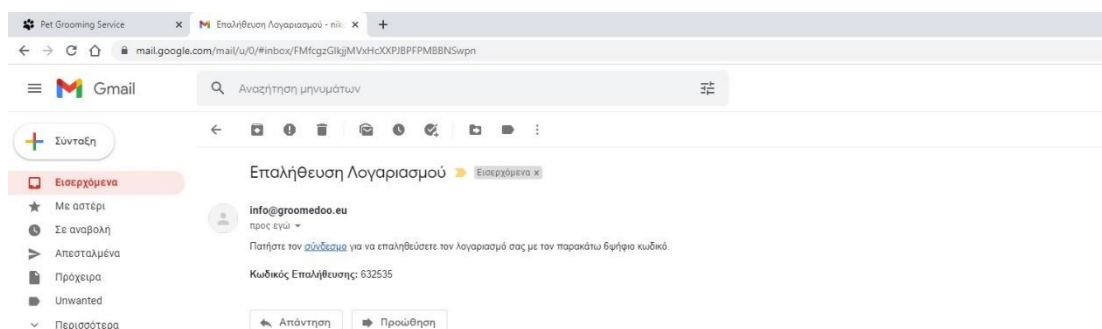 Pet Grooming Service
Επαλήθευση Λογαριασμού - nik
mail.google.com/mail/u/0/#inbox/FMfcgzGlkjjMVxHcXXPJBPFPMBBNSwpn
Gmail
Αναζήτηση μηνυμάτων
Σύνταξη
Επαλήθευση Λογαριασμού Εισερχόμενα x
Εισερχόμενα
Με αστέρι
info@groomedoo.eu
προς εγώ
Σε αναβολή
Πατήστε τον σύνδεσμο για να επαληθεύσετε τον λογαριασμό σας με τον παρακάτω 6ψήφιο κωδικό.
Απεσταλμένα
Πρόχειρα
Κωδικός Επαλήθευσης: 632535
Unwanted
Περισσότερα
Απάντηση
Προώθηση